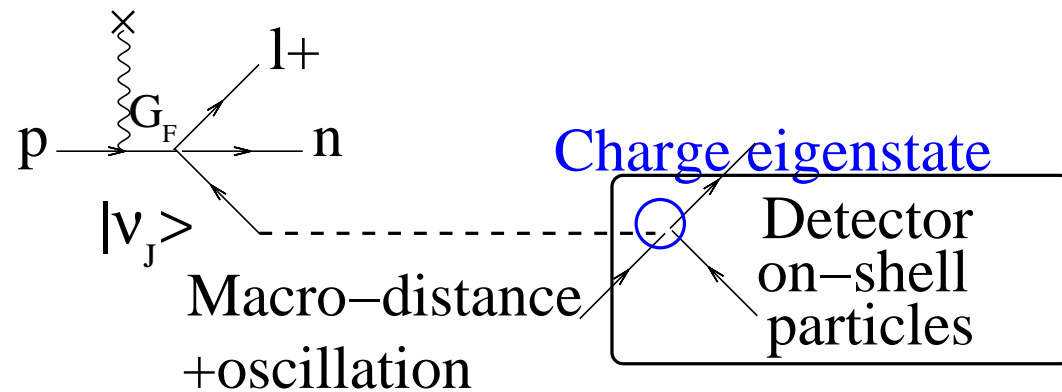 l+
G_F
p
n
Charge eigenstate
|ν_J>
Detector
on−shell
particles
Macro−distance
+oscillation